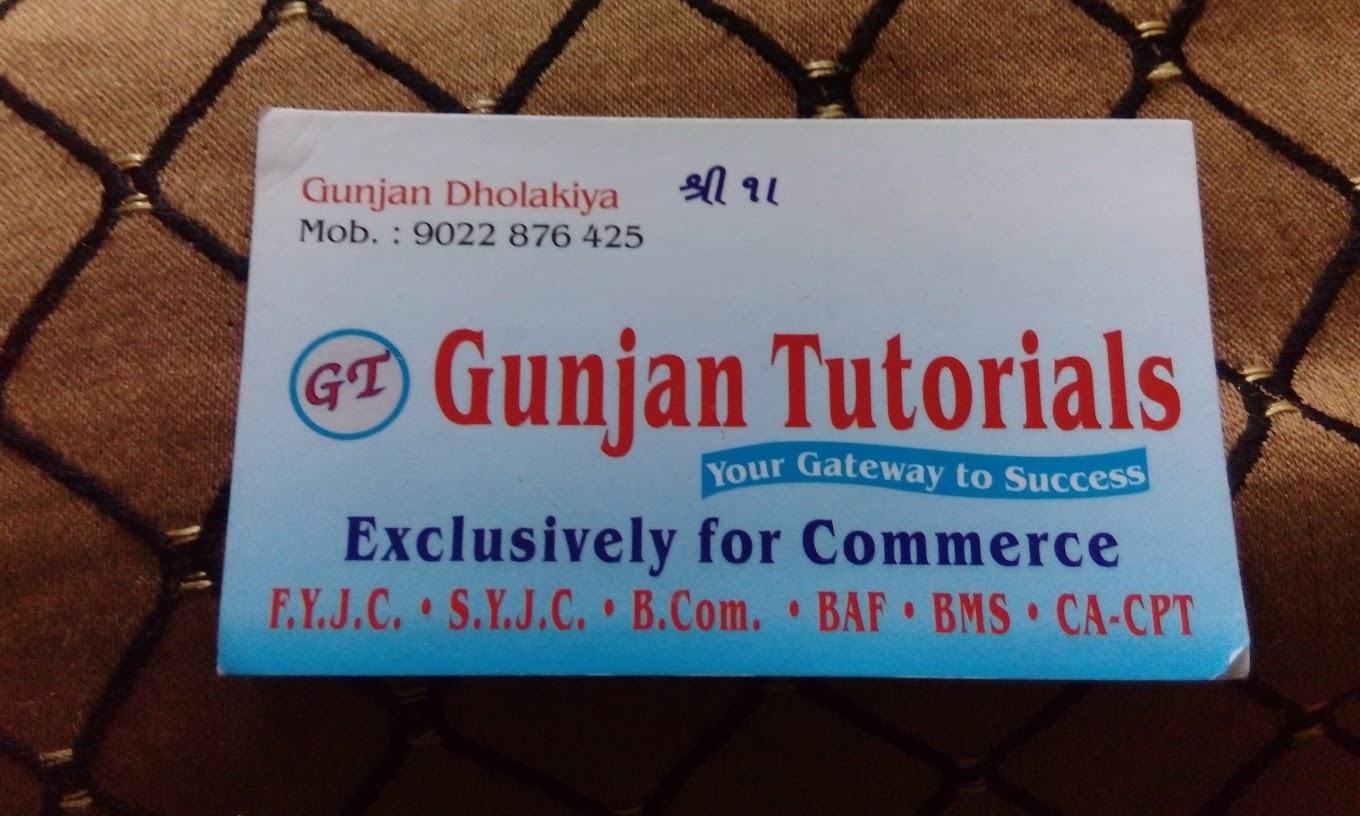 Gunjan Dholakiya
શ્રી ૧ા
Mob. : 9022 876 425
GT
Gunjan Tutorials
Your Gateway to Success
Exclusively for Commerce
F.Y.J.C. • S.Y.J.C. • B.Com. • BAF • BMS • CA-CPT